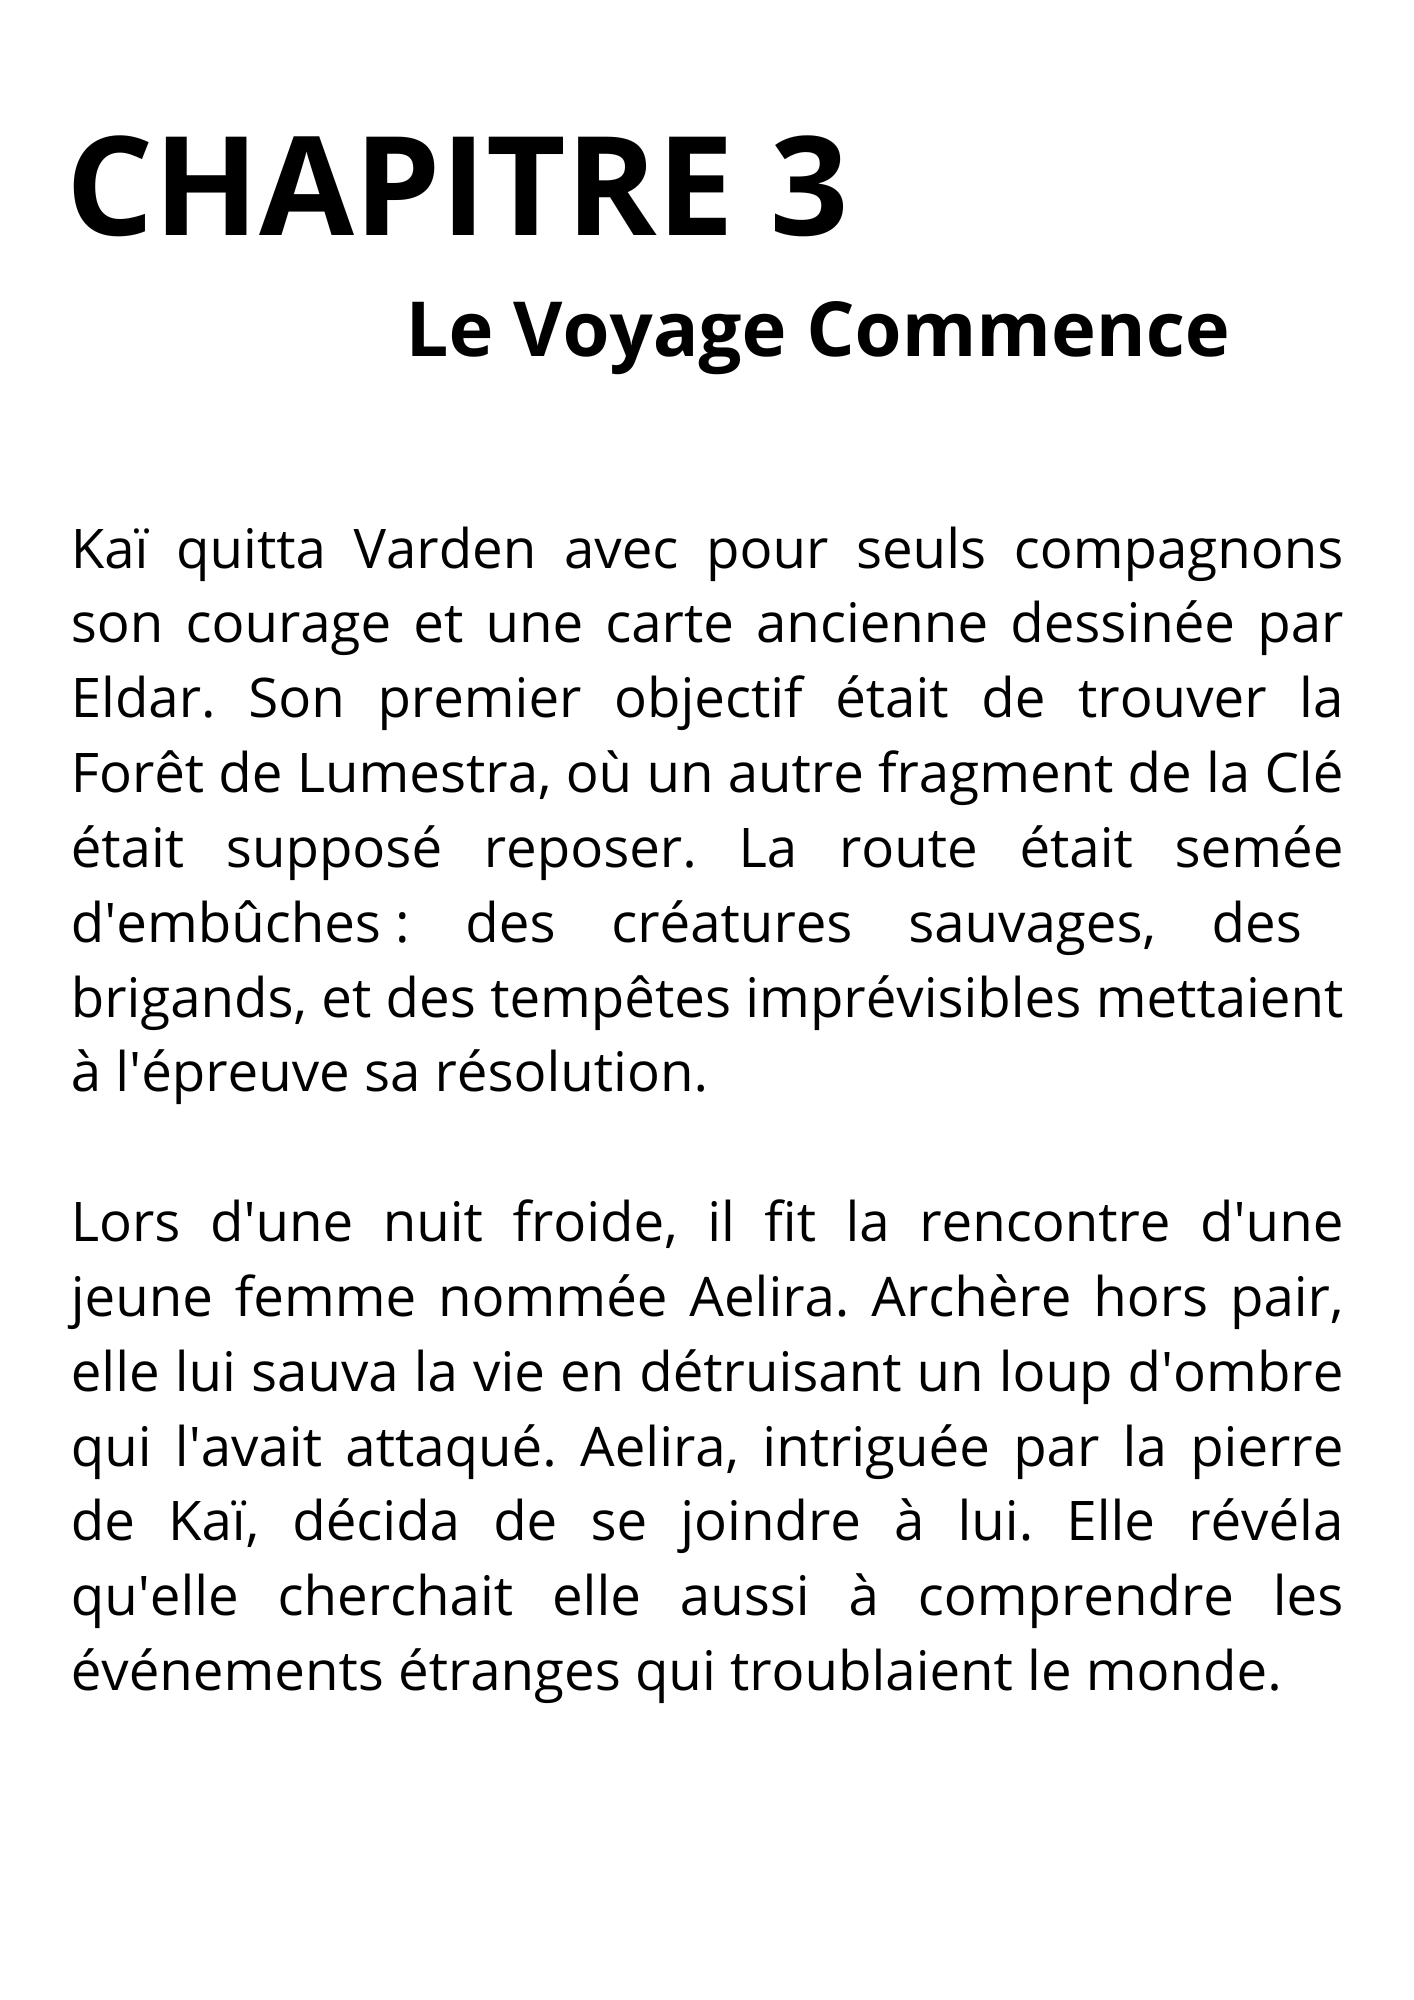 CHAPITRE 3
Le Voyage Commence
Kaï quitta Varden avec pour seuls compagnons
son courage et une carte ancienne dessinée par
Eldar. Son premier objectif était de trouver la
Forêt de Lumestra, où un autre fragment de la Clé
était supposé reposer. La route était semée
d'embûches : des créatures sauvages, des
brigands, et des tempêtes imprévisibles mettaient
à l'épreuve sa résolution.
Lors d'une nuit froide, il fit la rencontre d'une
jeune femme nommée Aelira. Archère hors pair,
elle lui sauva la vie en détruisant un loup d'ombre
qui l'avait attaqué. Aelira, intriguée par la pierre
de Kaï, décida de se joindre à lui. Elle révéla
qu'elle cherchait elle aussi à comprendre les
événements étranges qui troublaient le monde.